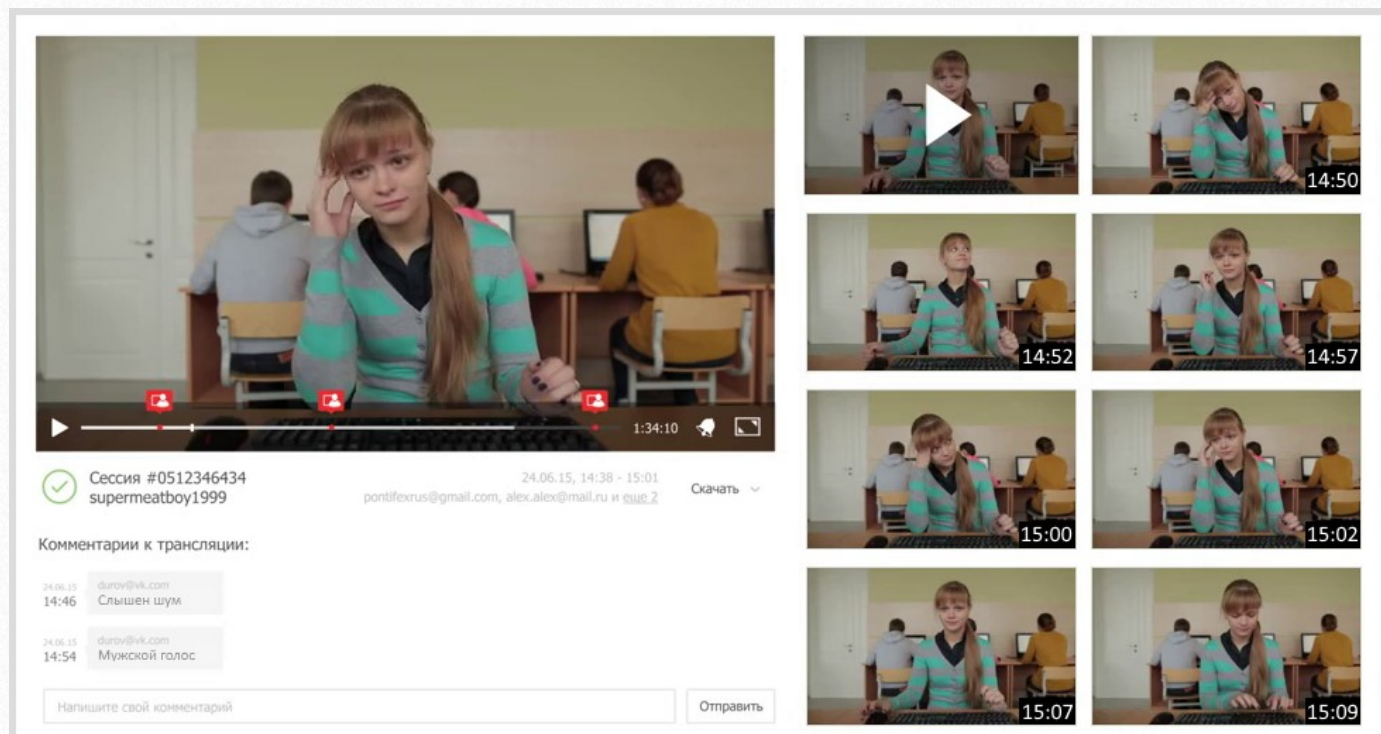 1:34:10
Сессия #0512346434
supermeatboy1999
24.06.15, 14:38 - 15:01
pontifexrus@gmail.com, alex.alex@mail.ru и еще 2
Скачать
Комментарии к трансляции:
24.06.15
durov@vk.com
14:46
Слышен шум
24.06.15
durov@vk.com
14:54
Мужской голос
Напишите свой комментарий
Отправить
14:50
14:52
14:57
15:00
15:02
15:07
15:09